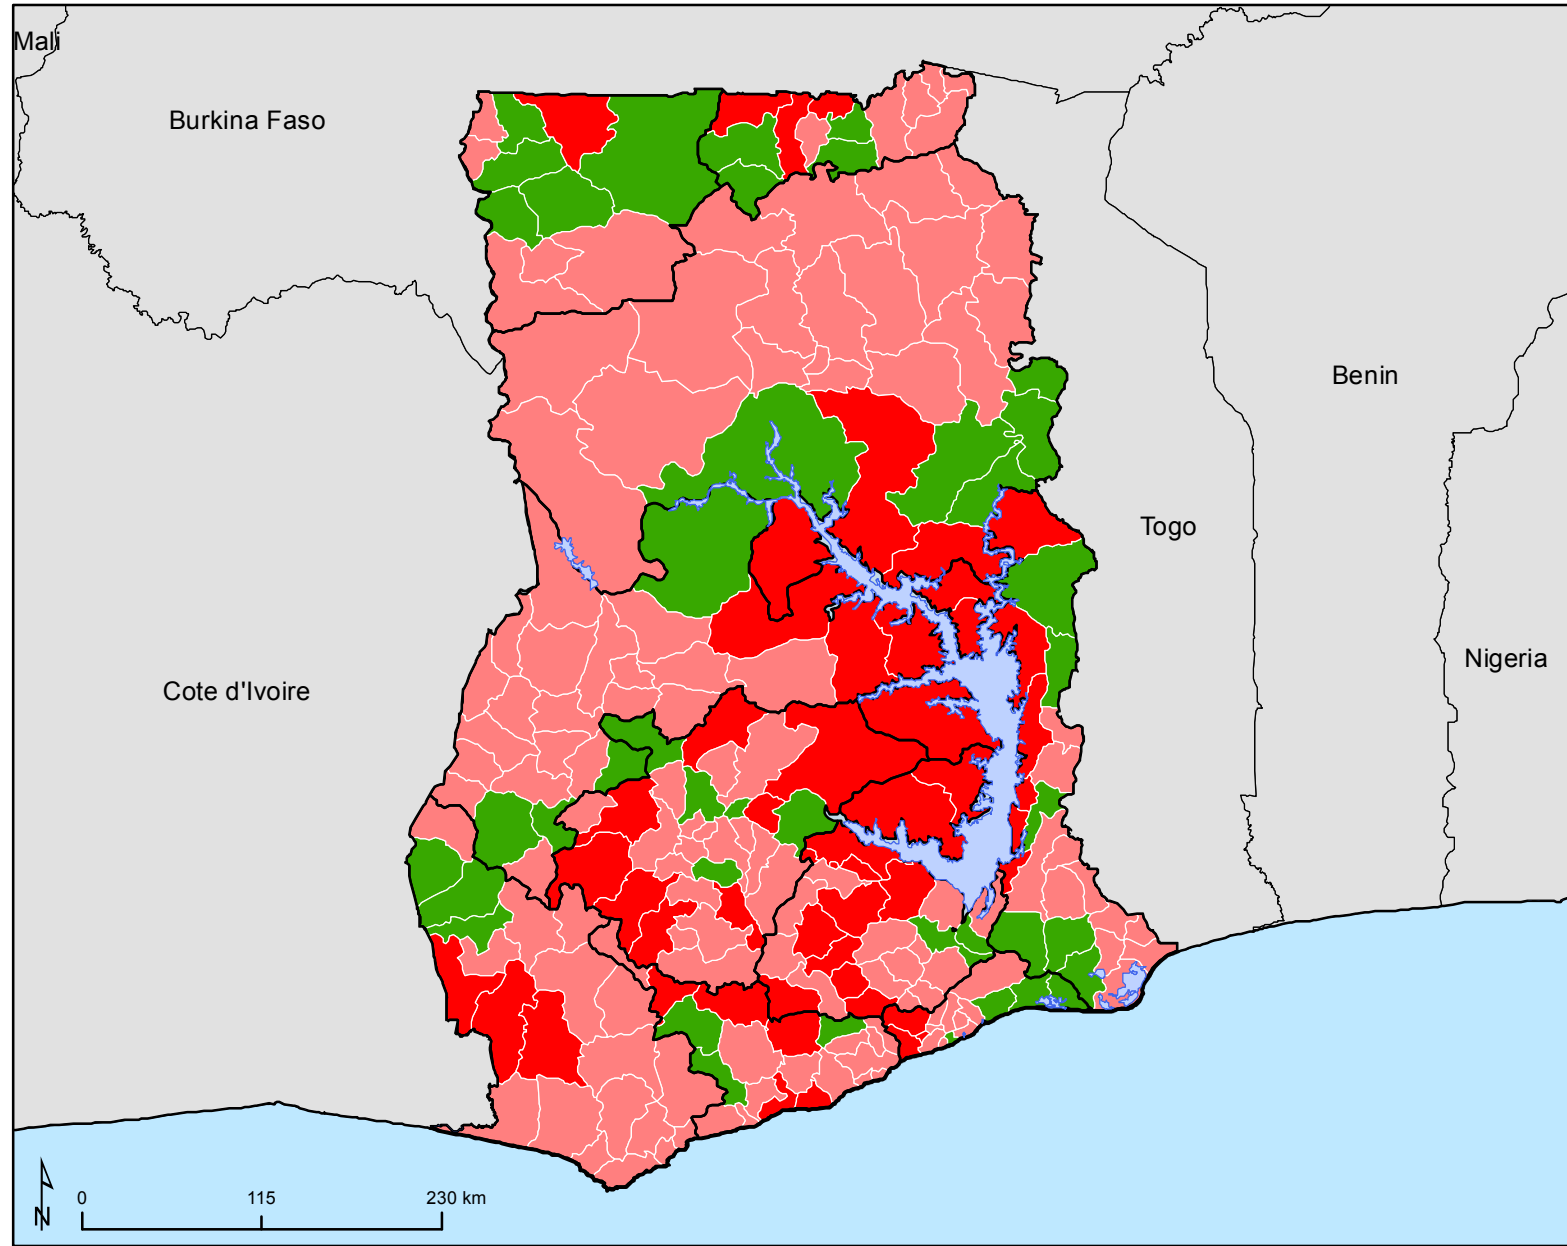 Mali
Burkina Faso
Benin
Togo
Nigeria
Cote d'Ivoire
N
0 115 230 km